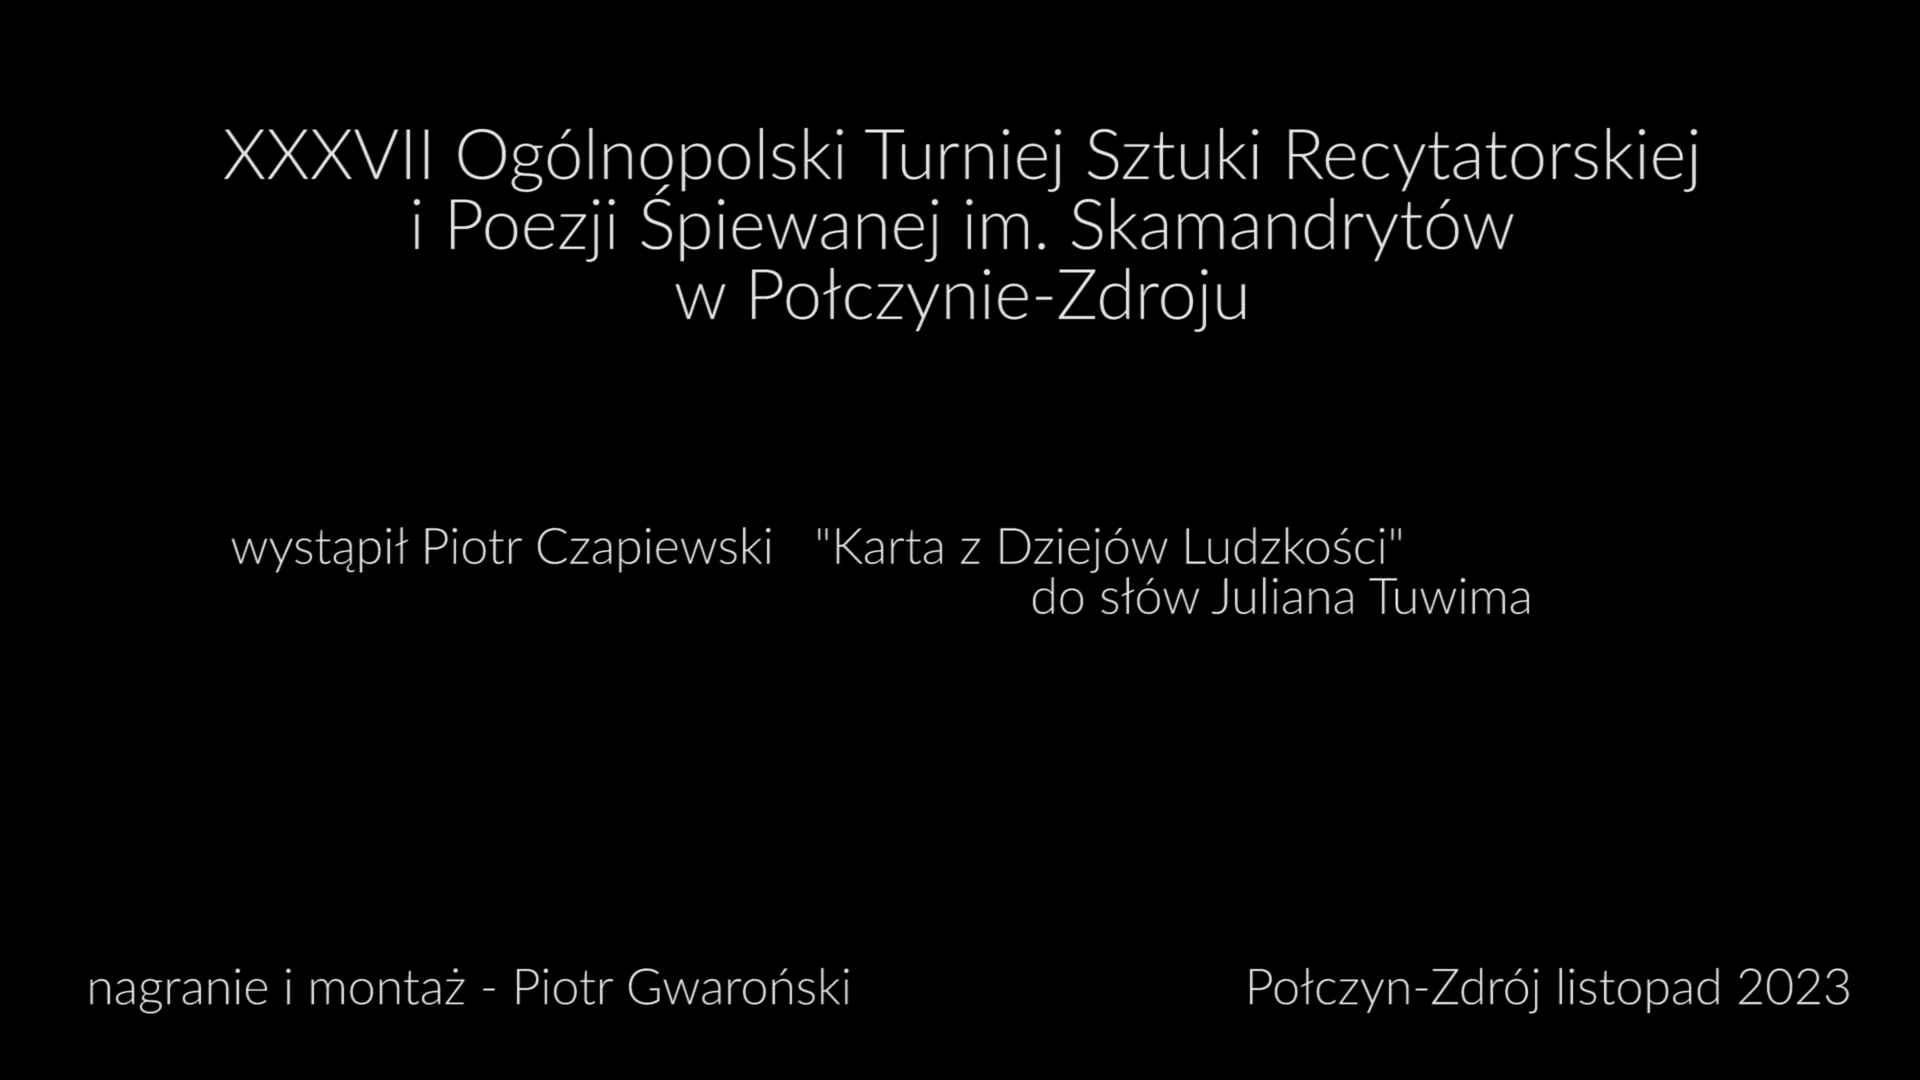 XXXVII Ogólnopolski Turniej Sztuki Recytatorskiej
i Poezji Śpiewanej im. Skamandrytów
w Połczynie-Zdroju
wystąpił Piotr Czapiewski "Karta z Dziejów Ludzkości"
do słów Juliana Tuwima
nagranie i montaż - Piotr Gwaroński
Połczyn-Zdrój listopad 2023